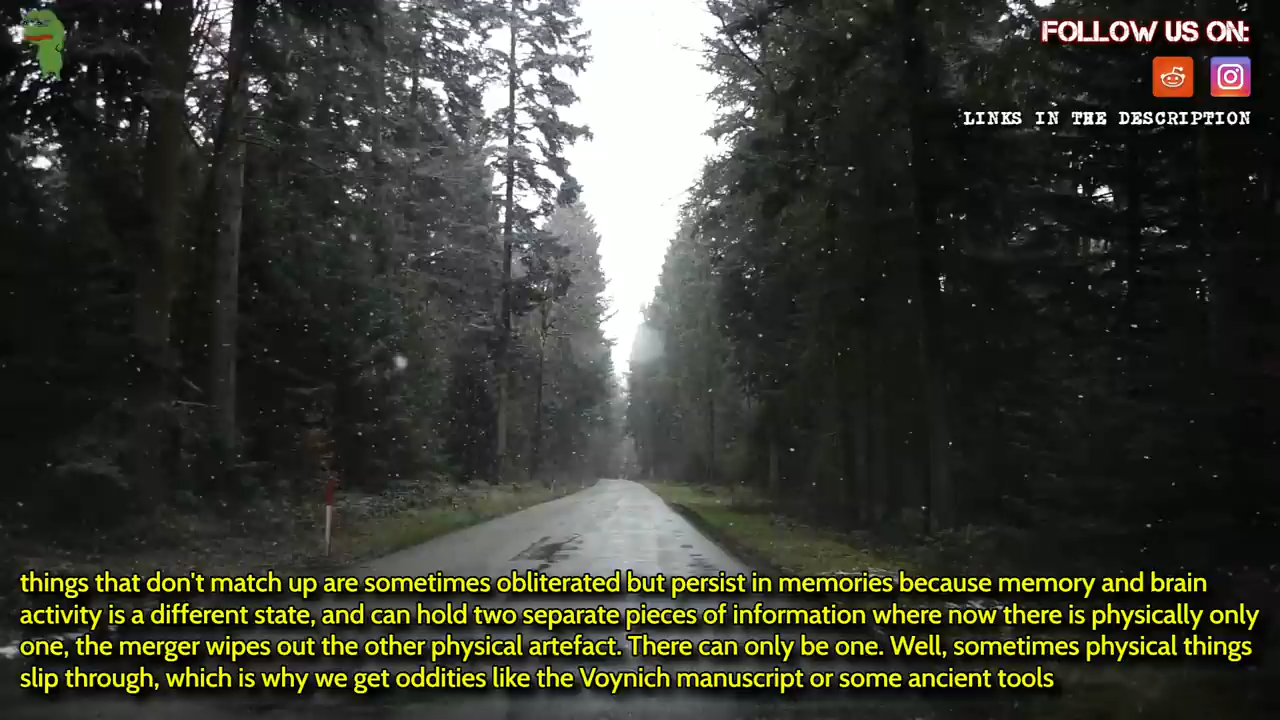 FOLLOW US ON:
LINKS IN THE DESCRIPTION
things that don't match up are sometimes obliterated but persist in memories because memory and brain
activity is a different state, and can hold two separate pieces of information where now there is physically only
one, the merger wipes out the other physical artefact. There can only be one. Well, sometimes physical things
slip through, which is why we get oddities like the Voynich manuscript or some ancient tools